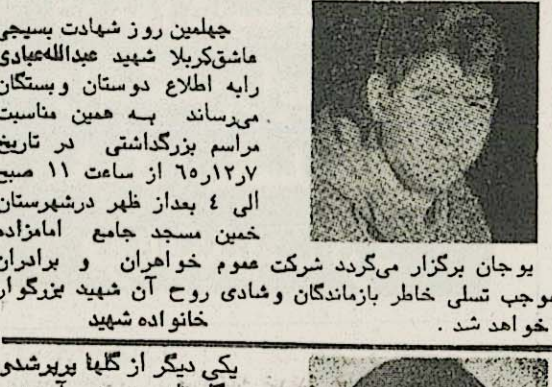 چهلمین روز شهادت بسیجی
عاشق‌کربلا شهید عبدالله‌عبادی
رابه اطلاع دوستان وبستگان
می‌رساند به همین مناسبت
مراسم بزرگداشتی در تاریخ
۷ر۱۲ر۶۵ از ساعت ۱۱ صبح
الی ۴ بعداز ظهر درشهرستان
خمین مسجد جامع امامزاده
یوجان برگزار می‌گردد شرکت عموم خواهران و برادران
موجب تسلی خاطر بازماندگان وشادی روح آن شهید بزرگوار
خواهد شد .
خانواده شهید
یکی دیگر از گلها پرپرشدی